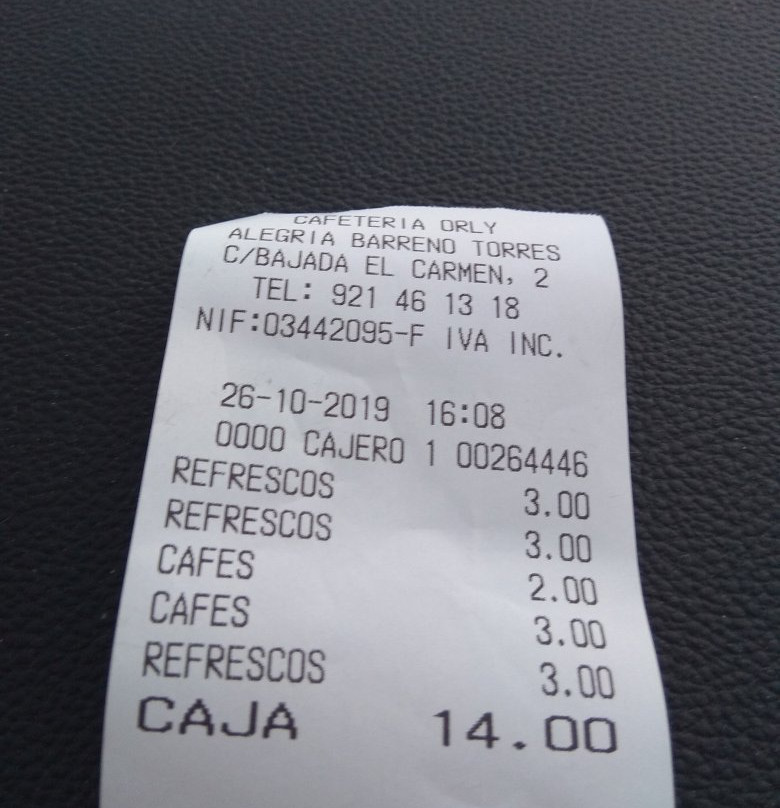 CAFETERIA ORLY
ALEGRIA BARRENO TORRES
C/BAJADA EL CARMEN, 2
TEL: 921 46 13 18
NIF:03442095-F IVA INC.
26-10-2019 16:08
0000 CAJERO 1 00264446
REFRESCOS 3.00
REFRESCOS 3.00
CAFES 2.00
CAFES 3.00
REFRESCOS 3.00
CAJA 14.00